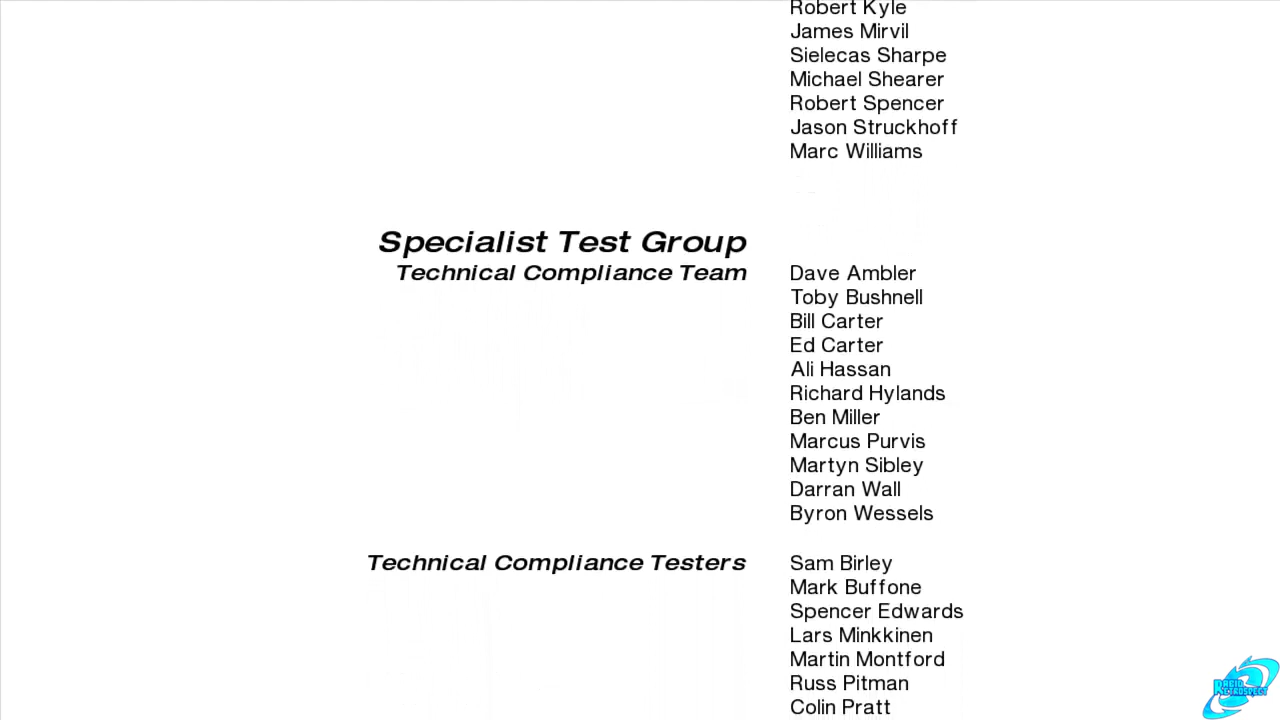 Robert Kyle
James Mirvil
Sielecas Sharpe
Michael Shearer
Robert Spencer
Jason Struckhoff
Marc Williams
Specialist Test Group
Technical Compliance Team
Dave Ambler
Toby Bushnell
Bill Carter
Ed Carter
Ali Hassan
Richard Hylands
Ben Miller
Marcus Purvis
Martyn Sibley
Darran Wall
Byron Wessels
Technical Compliance Testers
Sam Birley
Mark Buffone
Spencer Edwards
Lars Minkkinen
Martin Montford
Russ Pitman
Colin Pratt